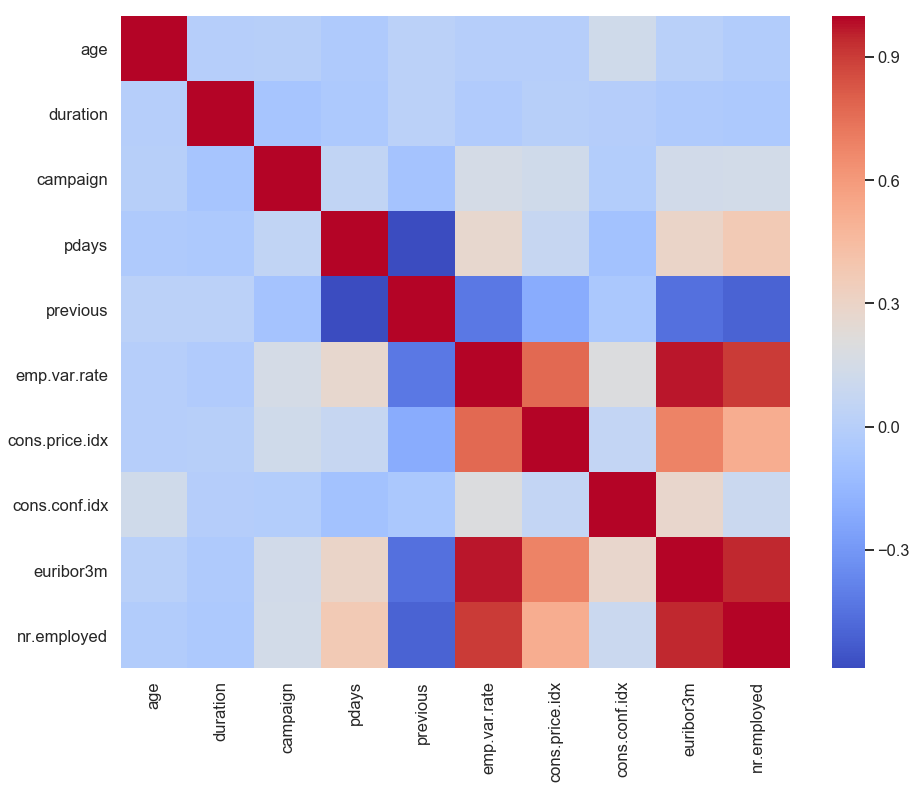 age
duration
campaign
pdays
previous
emp.var.rate
cons.price.idx
cons.conf.idx
euribor3m
nr.employed
age
duration
campaign
pdays
previous
emp.var.rate
cons.price.idx
cons.conf.idx
euribor3m
nr.employed
0.9
0.6
0.3
0.0
−0.3